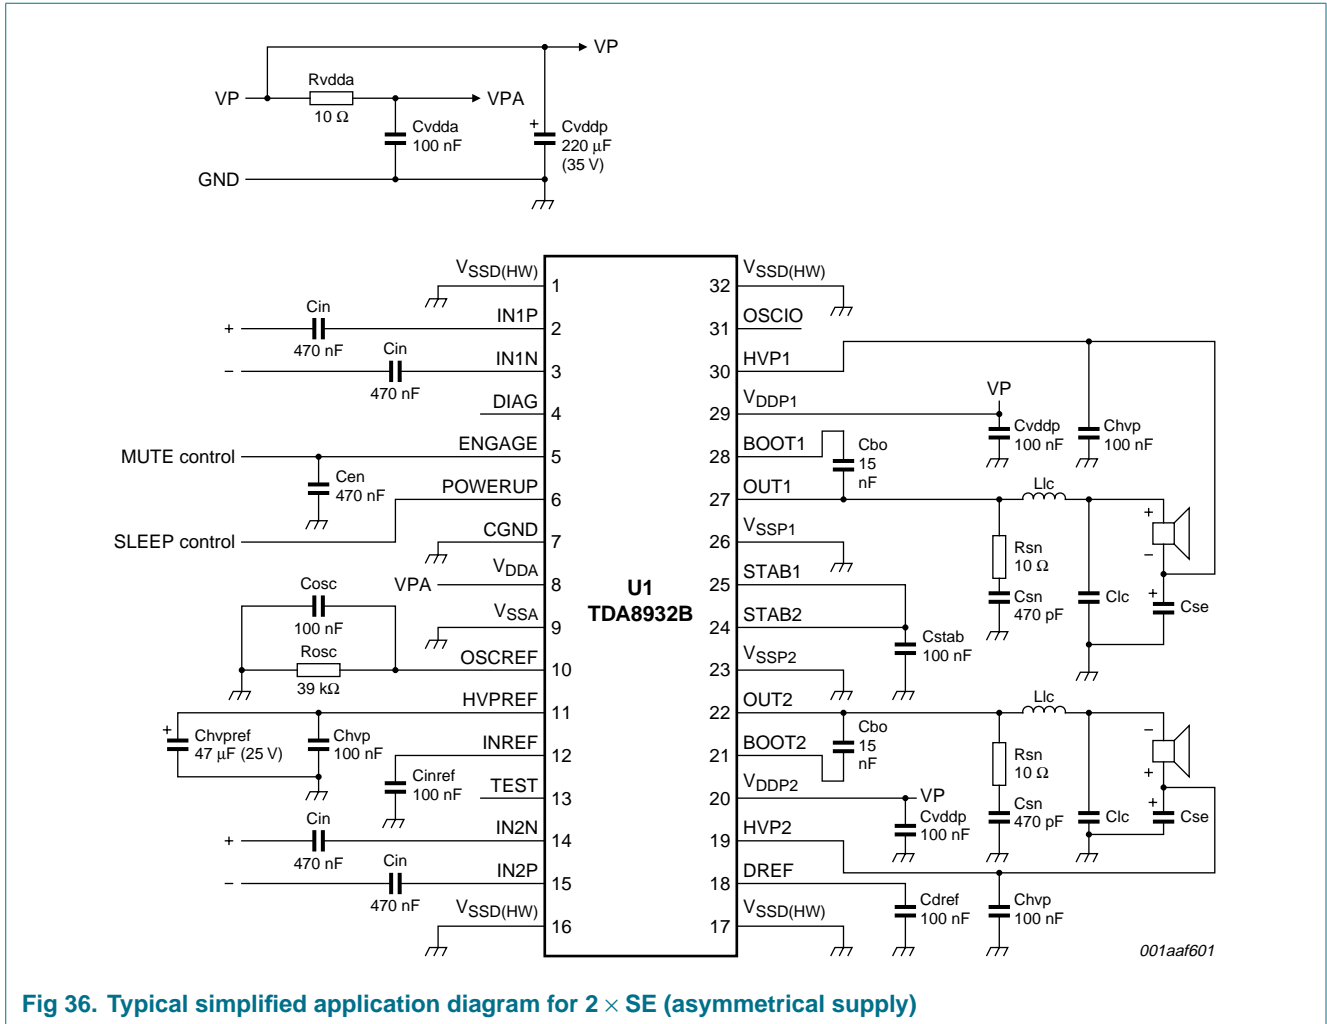 VP
Rvdda
VP
VPA
10 Ω
Cvdda
100 nF
+
Cvddp
220 μF
(35 V)
GND
VSSD(HW)
1
Cin
+
IN1P
2
470 nF
Cin
−
IN1N
3
470 nF
DIAG
4
MUTE control
ENGAGE
5
Cen
470 nF
POWERUP
6
SLEEP control
CGND
7
VPA
VDDA
8
Cosc
100 nF
VSSA
9
Rosc
39 kΩ
OSCREF
10
HVPREF
11
+
Chvpref
47 μF (25 V)
Chvp
100 nF
INREF
12
Cinref
100 nF
TEST
13
Cin
+
IN2N
14
470 nF
Cin
−
IN2P
15
470 nF
VSSD(HW)
16
U1
TDA8932B
32
VSSD(HW)
31
OSCIO
30
HVP1
29
VDDP1
VP
Cvddp
100 nF
Chvp
100 nF
28
BOOT1
Cbo
15
nF
27
OUT1
Llc
+
−
26
VSSP1
Rsn
10 Ω
25
STAB1
Csn
470 pF
Clc
+
Cse
24
STAB2
Cstab
100 nF
23
VSSP2
22
OUT2
Llc
Cbo
15
nF
−
+
21
BOOT2
Rsn
10 Ω
20
VDDP2
VP
Cvddp
100 nF
Csn
470 pF
Clc
+
Cse
19
HVP2
18
DREF
Cdref
100 nF
Chvp
100 nF
17
VSSD(HW)
001aaf601
Fig 36. Typical simplified application diagram for 2 × SE (asymmetrical supply)